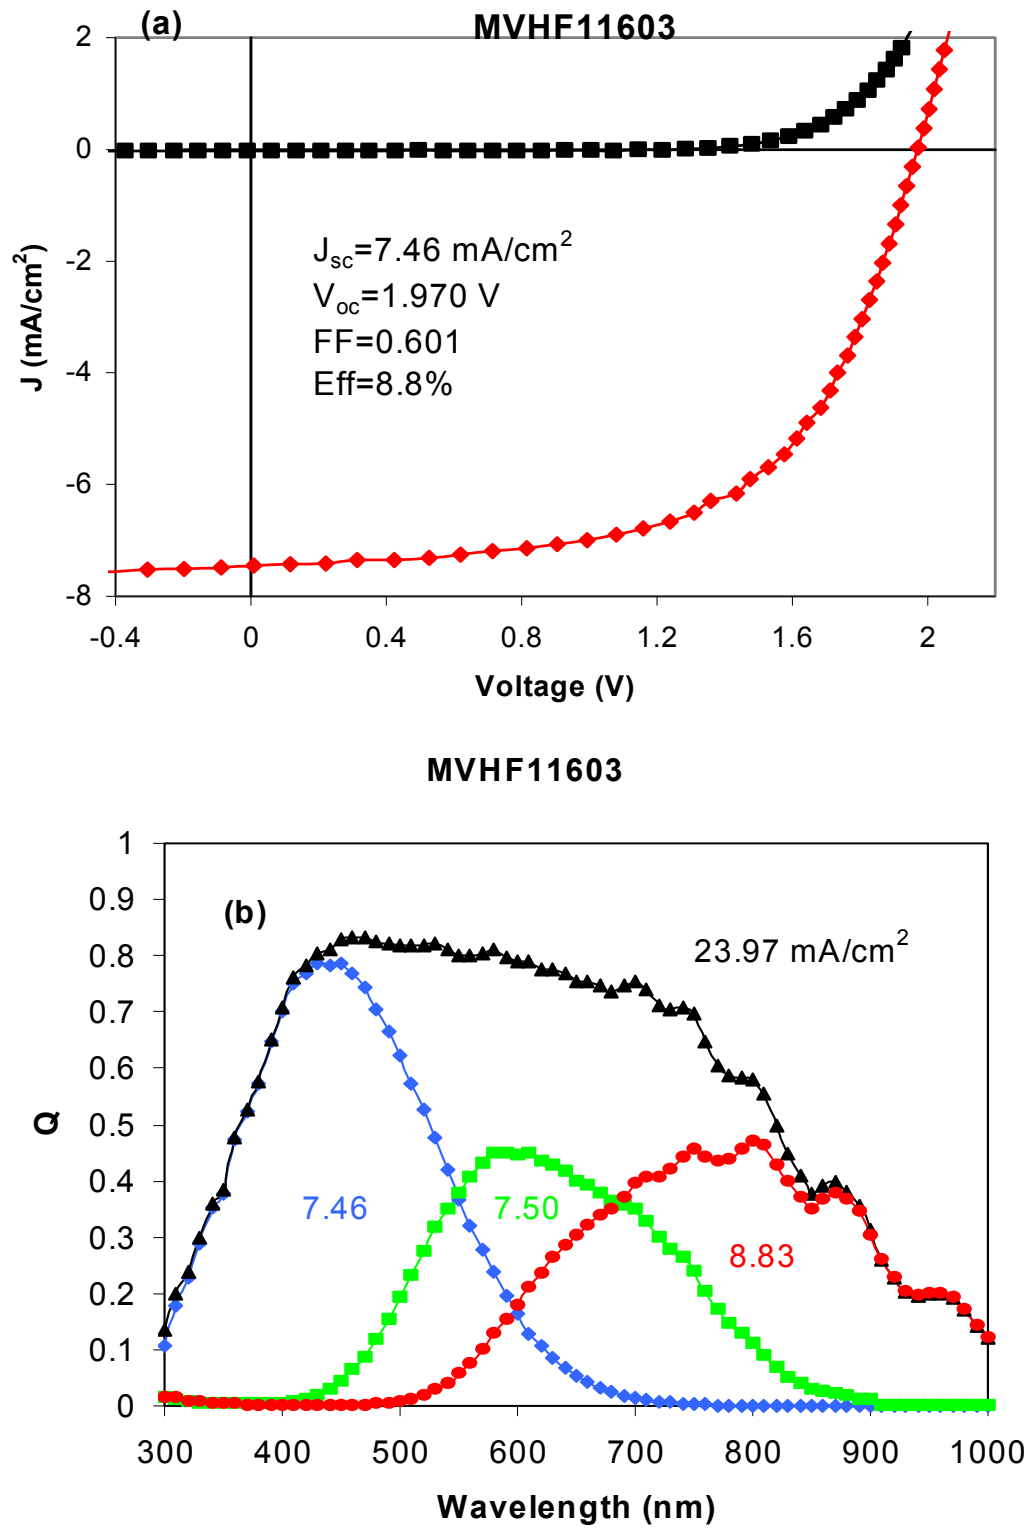 (a)
MVHF11603
2
0
-2
-4
-6
-8
J (mA/cm²)
J_sc=7.46 mA/cm²
V_oc=1.970 V
FF=0.601
Eff=8.8%
-0.4 0 0.4 0.8 1.2 1.6 2
Voltage (V)
MVHF11603
1
0.9
0.8
0.7
0.6
0.5
0.4
0.3
0.2
0.1
0
Q
(b)
23.97 mA/cm²
7.46
7.50
8.83
300 400 500 600 700 800 900 1000
Wavelength (nm)